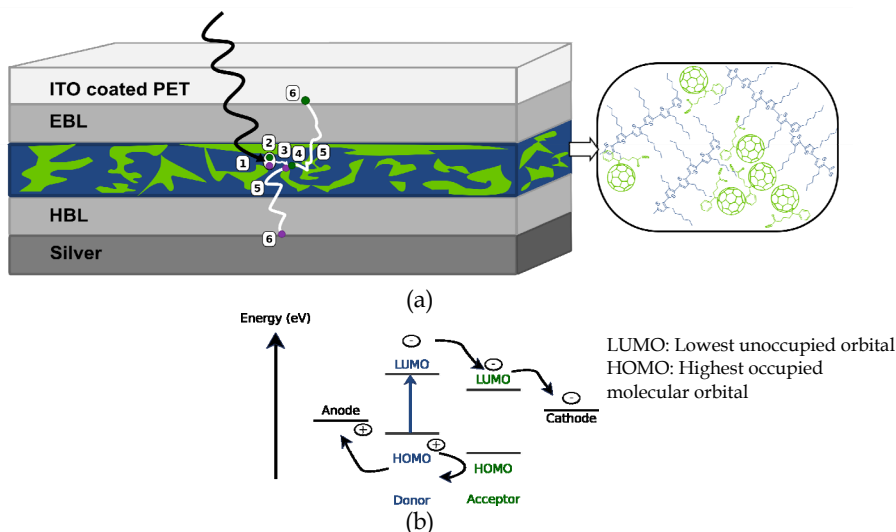 ITO coated PET
6
EBL
2
3
4
1
5
5
HBL
6
Silver
(a)
Energy (eV)
LUMO
LUMO
Anode
Cathode
HOMO
HOMO
Donor
Acceptor
LUMO: Lowest unoccupied orbital
HOMO: Highest occupied
molecular orbital
(b)